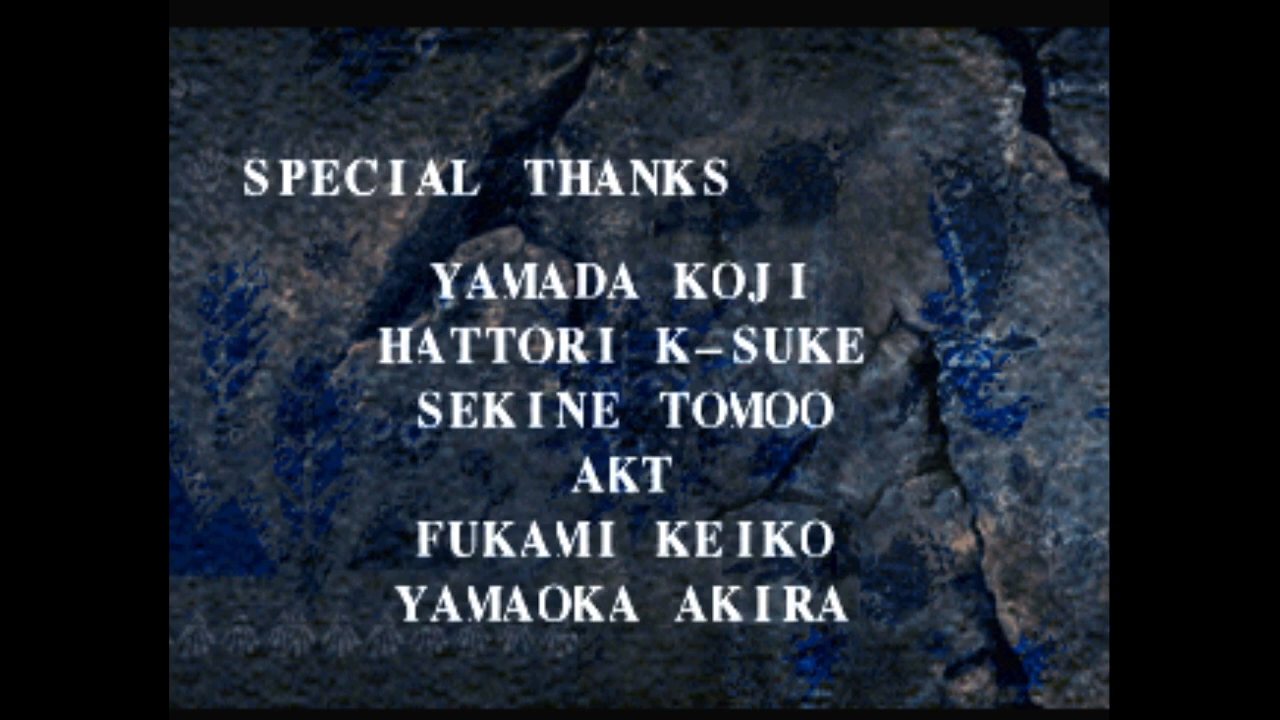 SPECIAL THANKS
YAMADA KOJI
HATTORI K-SUKE
SEKINE TOMOO
AKT
FUKAMI KEIKO
YAMAOKA AKIRA